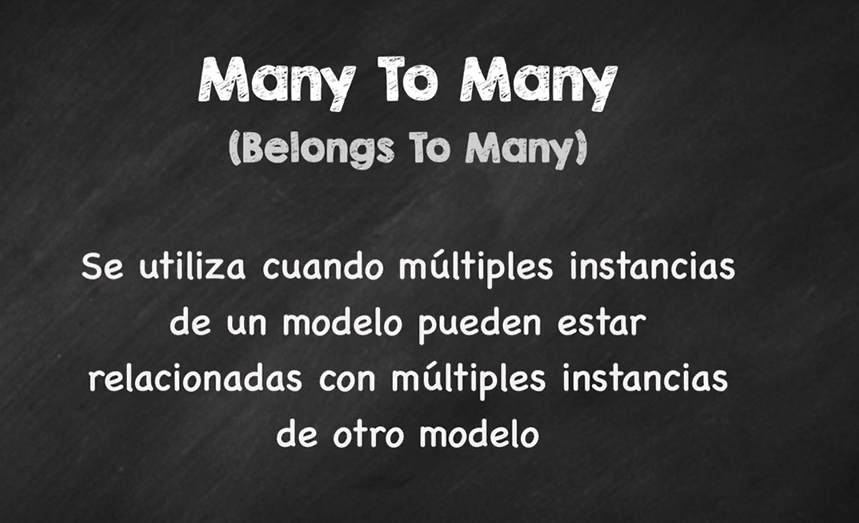 Many To Many
(Belongs To Many)
Se utiliza cuando múltiples instancias
de un modelo pueden estar
relacionadas con múltiples instancias
de otro modelo